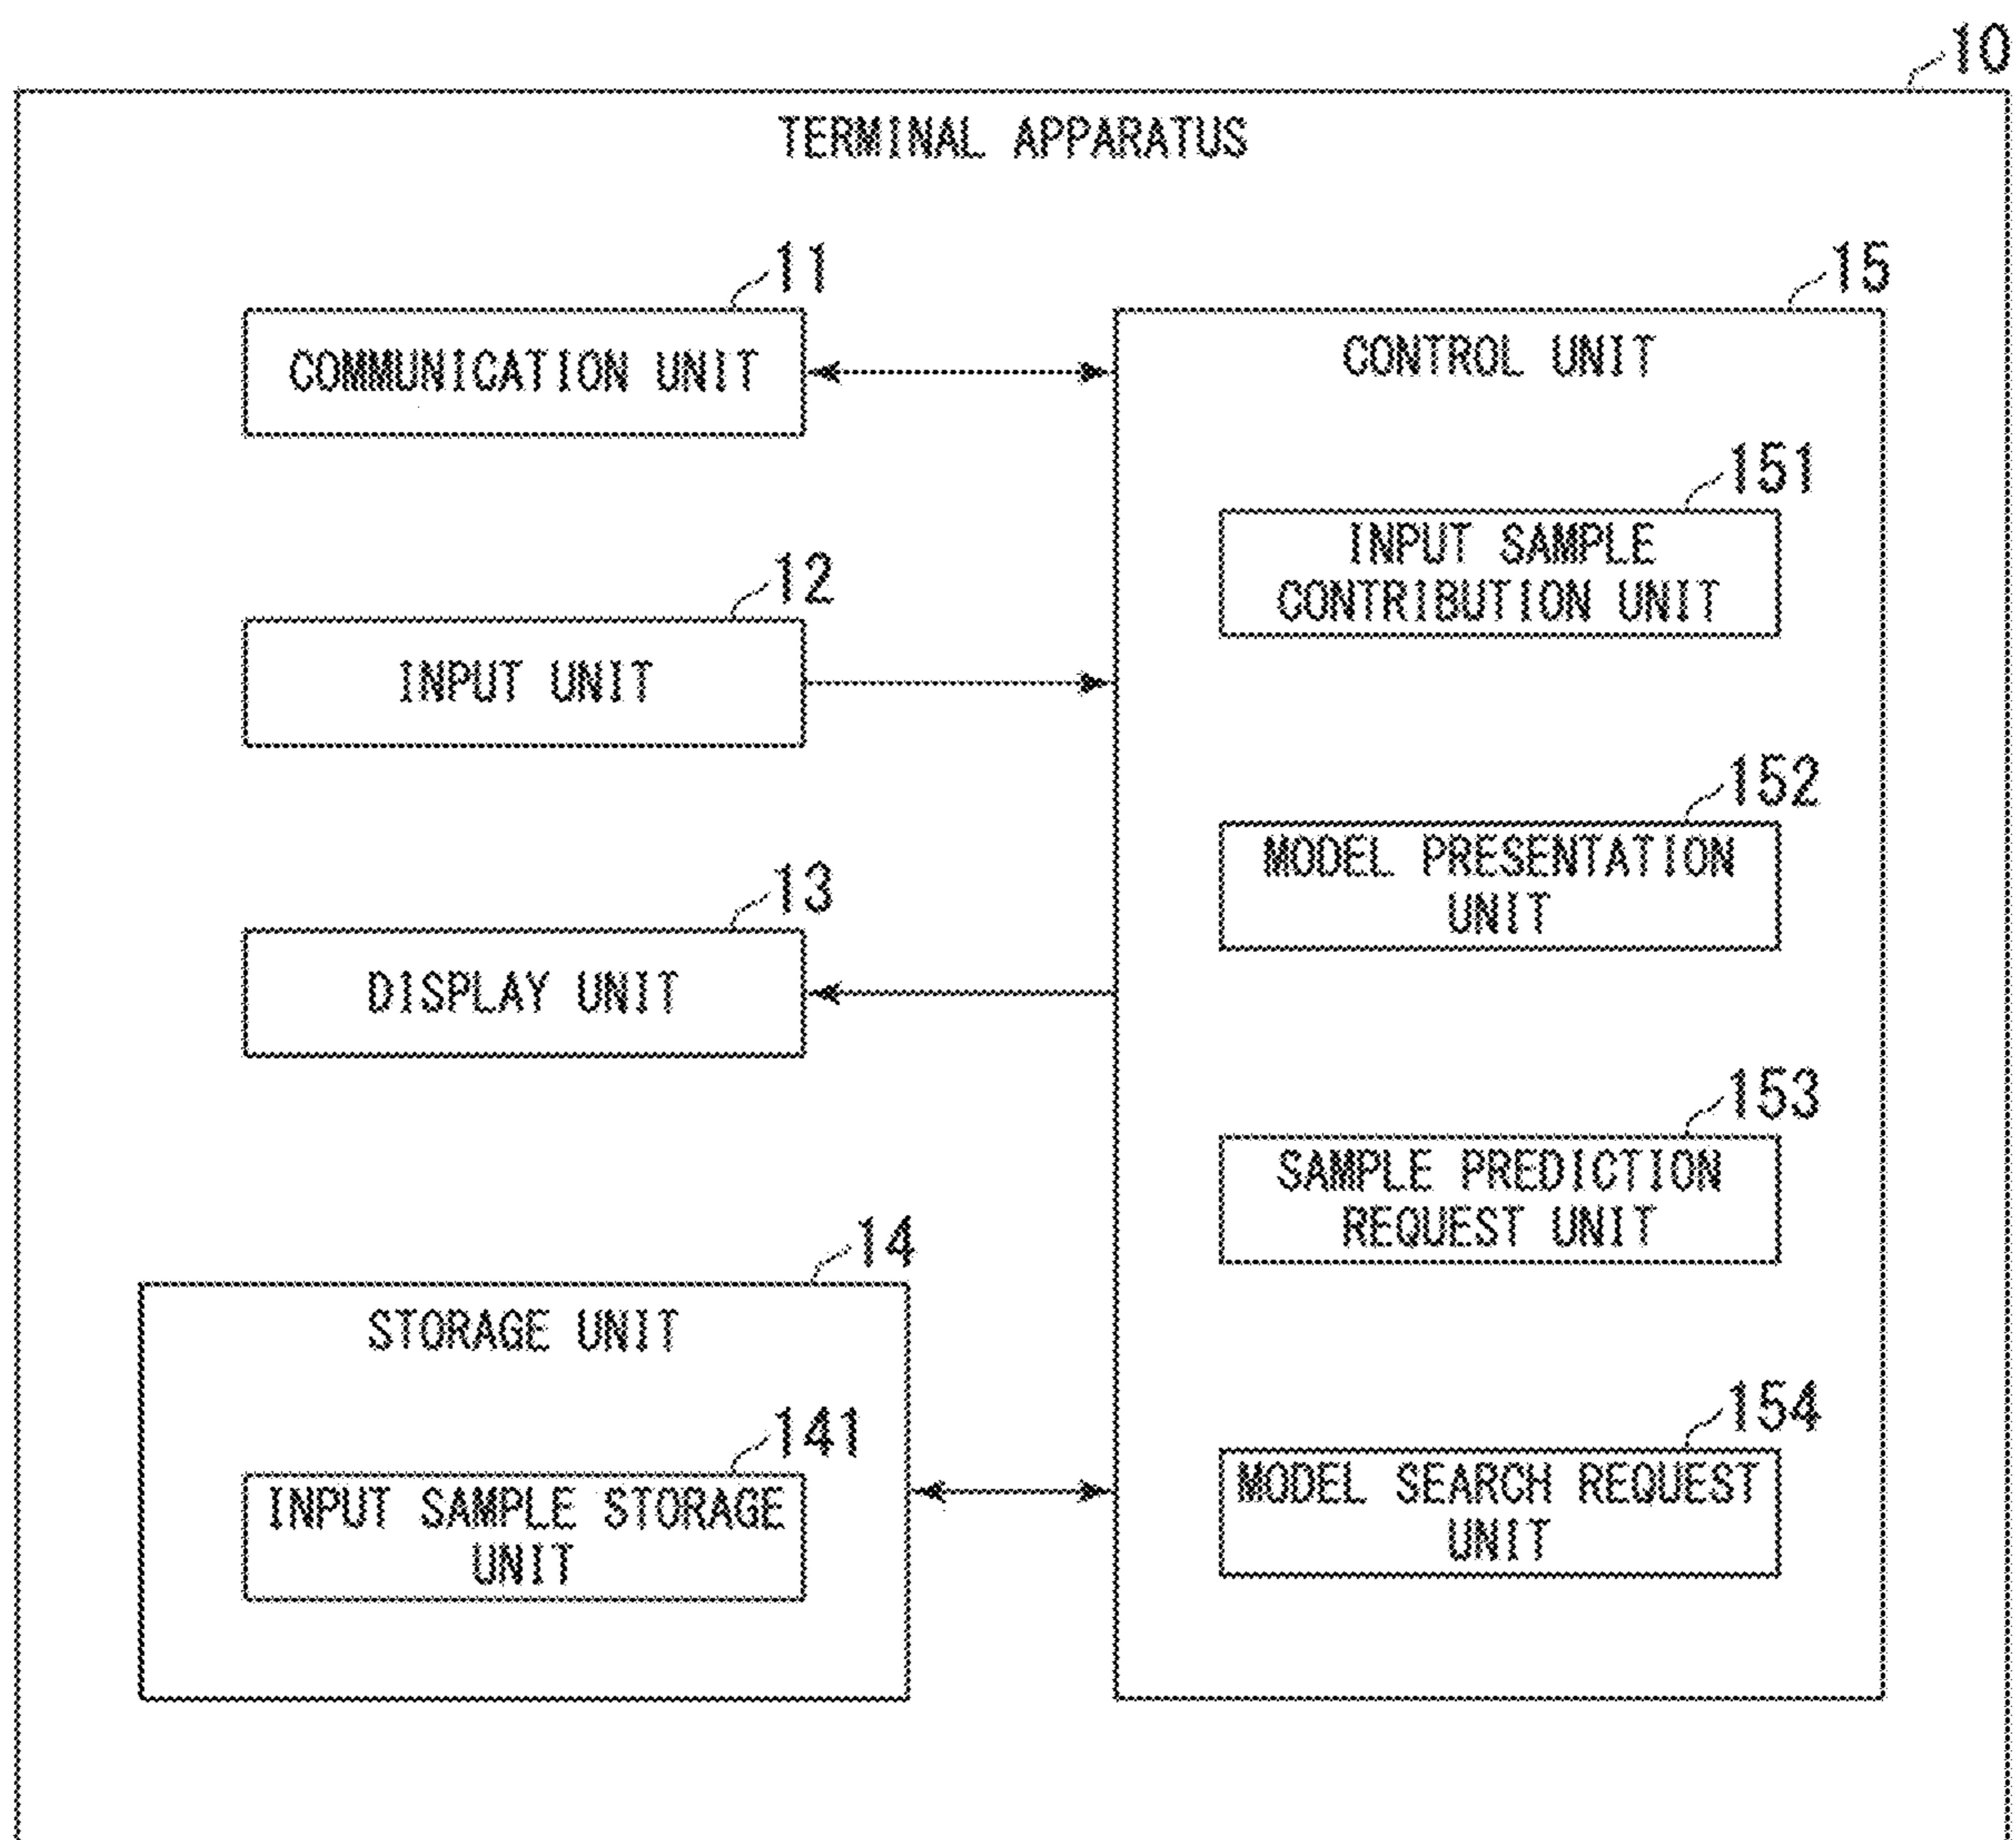 10
TERMINAL APPARATUS
11
COMMUNICATION UNIT
12
INPUT UNIT
13
DISPLAY UNIT
14
STORAGE UNIT
141
INPUT SAMPLE STORAGE
UNIT
15
CONTROL UNIT
151
INPUT SAMPLE
CONTRIBUTION UNIT
152
MODEL PRESENTATION
UNIT
153
SAMPLE PREDICTION
REQUEST UNIT
154
MODEL SEARCH REQUEST
UNIT